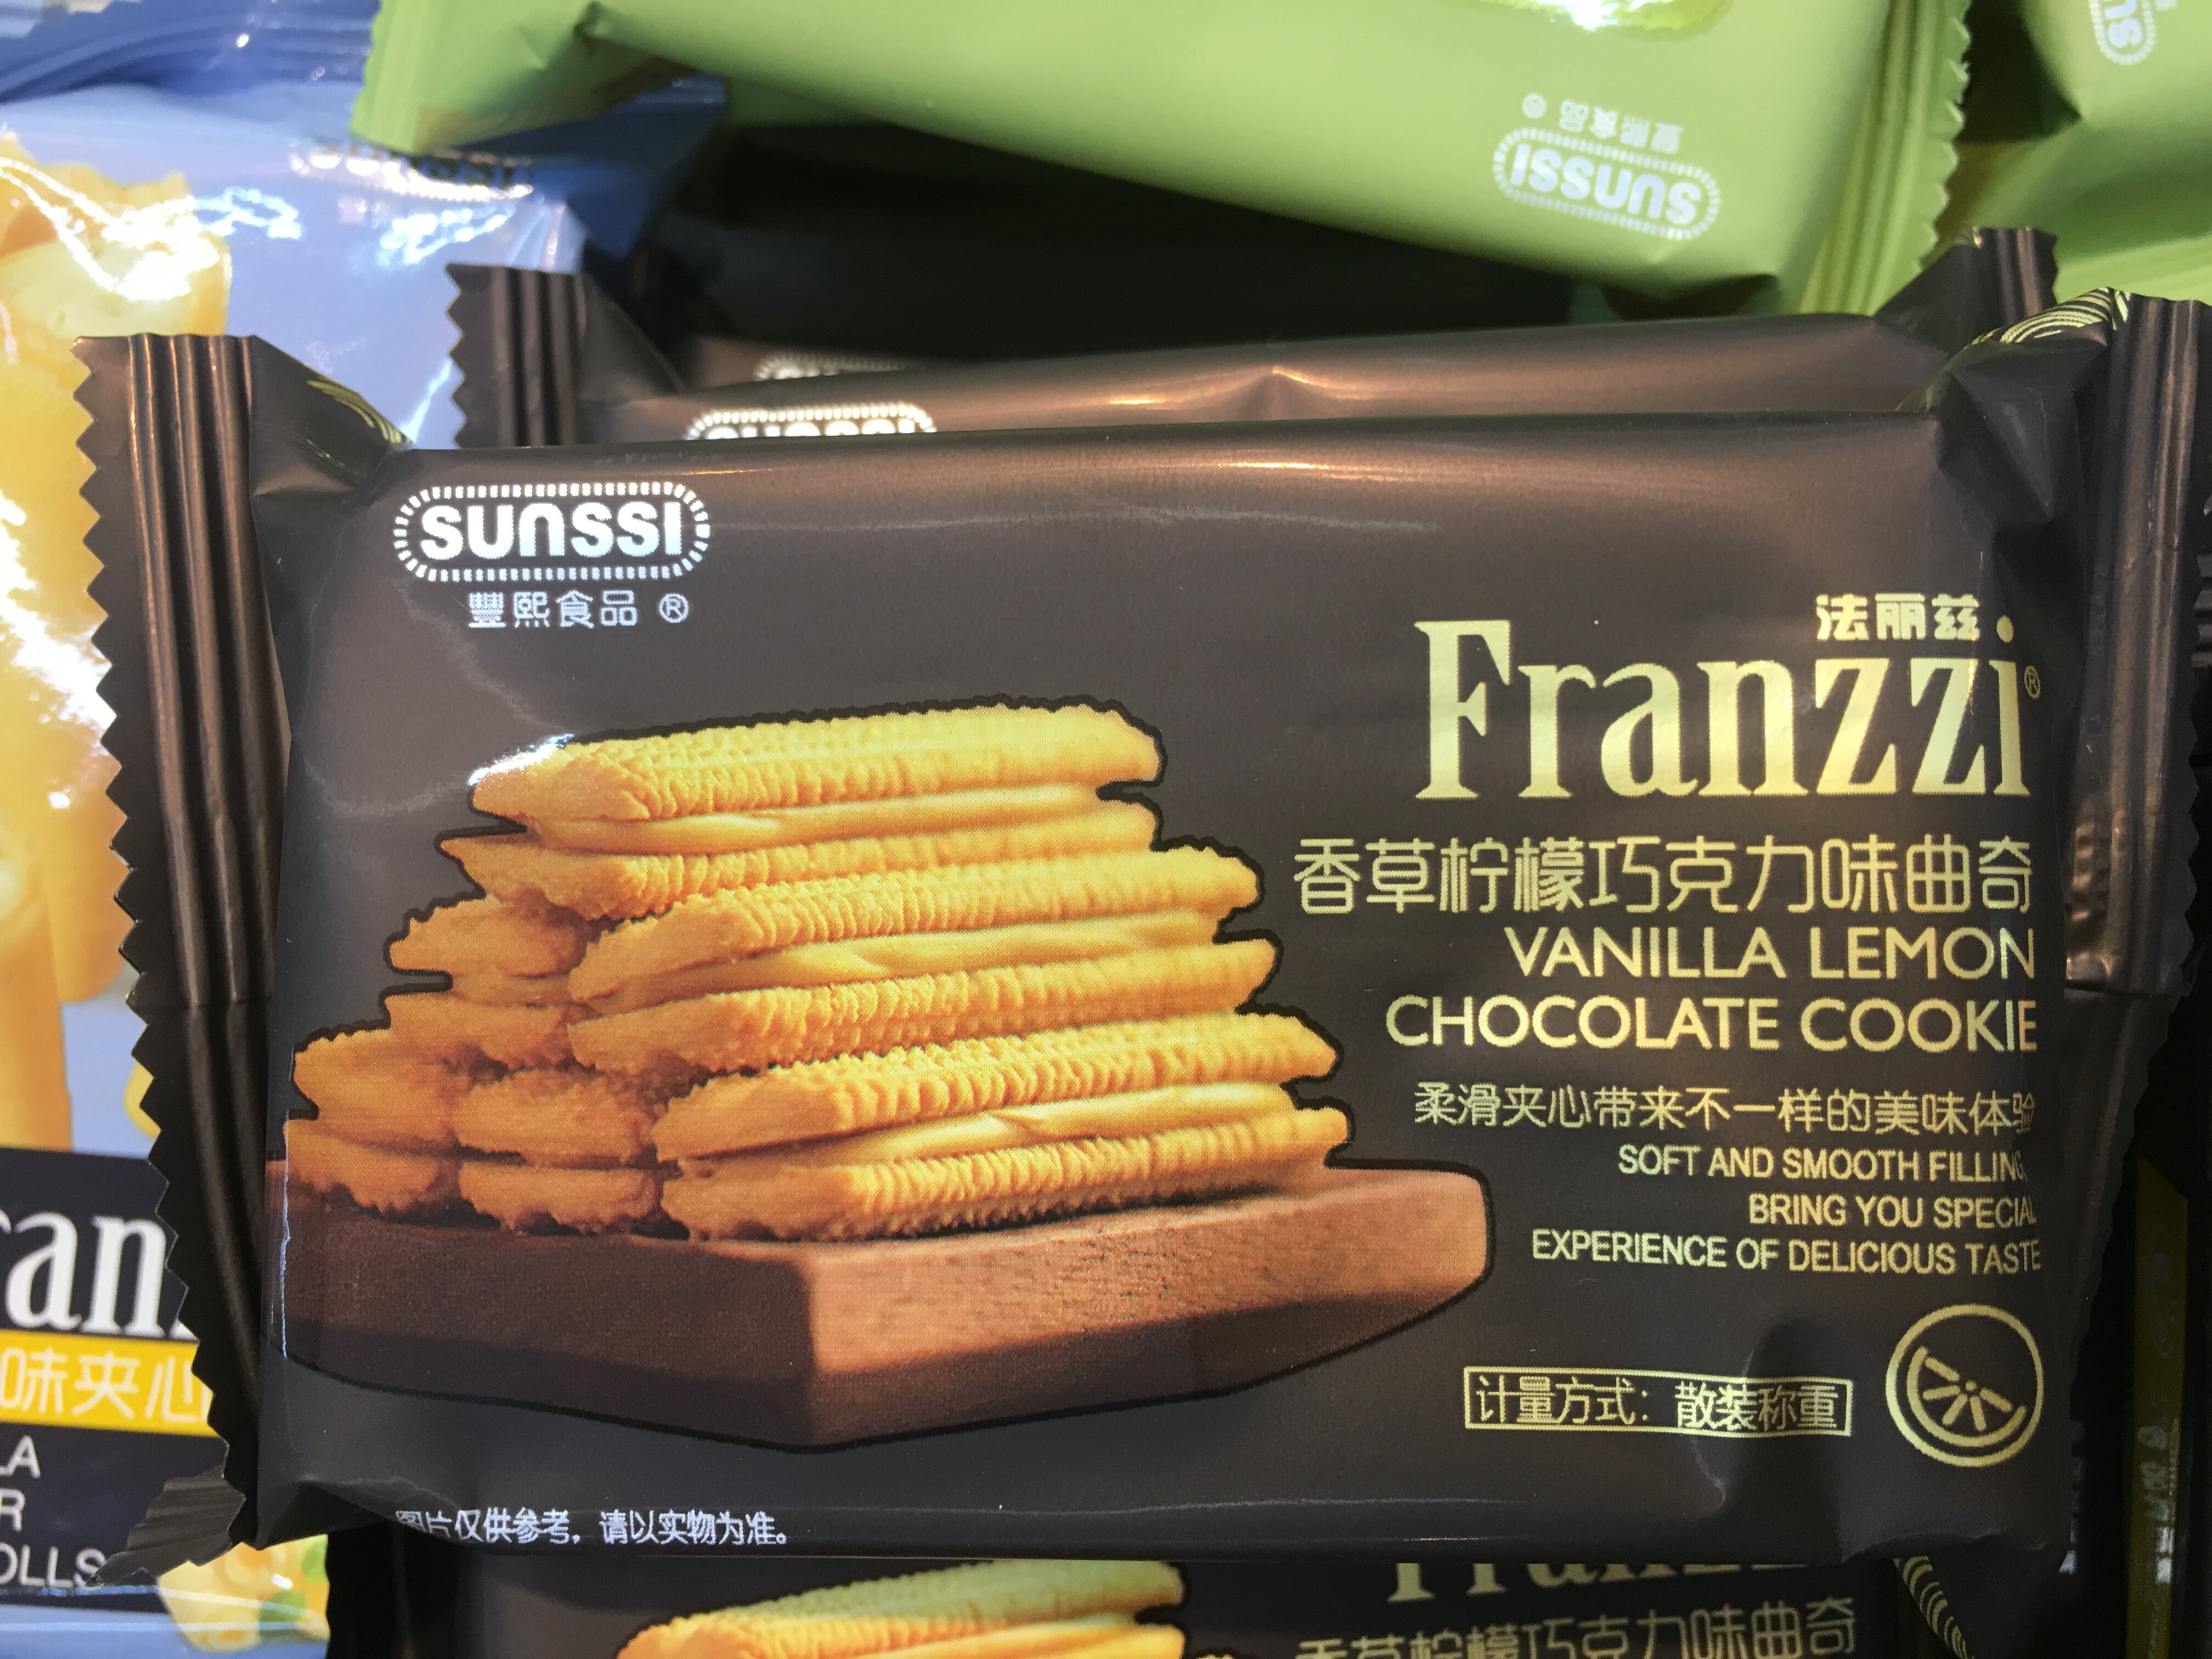 SUNSSI
豐熙食品 ®
SUNSSI
豐熙食品 ®
法丽兹
Franzzi®
香草柠檬巧克力味曲奇
VANILLA LEMON
CHOCOLATE COOKIE
柔滑夹心带来不一样的美味体验
SOFT AND SMOOTH FILLING,
BRING YOU SPECIAL
EXPERIENCE OF DELICIOUS TASTE
计量方式：散装称重
图片仅供参考，请以实物为准。
ran
味夹心
LA
R
OLLS
Franzzi
香草柠檬巧克力味曲奇